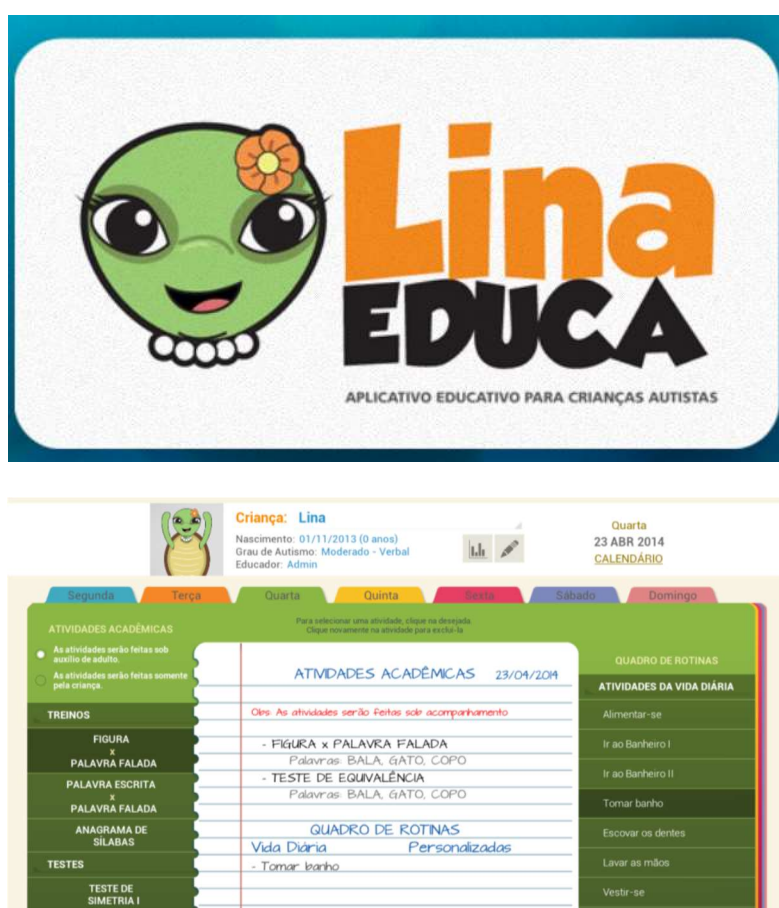 Lina
EDUCA
APLICATIVO EDUCATIVO PARA CRIANÇAS AUTISTAS
Criança: Lina
Nascimento: 01/11/2013 (0 anos)
Grau de Autismo: Moderado - Verbal
Educador: Admin
Quarta
23 ABR 2014
CALENDÁRIO
Segunda
Terça
Quarta
Quinta
Sexta
Sábado
Domingo
Para selecionar uma atividade, clique na desejada.
Clique novamente na atividade para excluí-la
ATIVIDADES ACADÊMICAS
As atividades serão feitas sob
auxílio de adulto.
As atividades serão feitas somente
pela criança.
TREINOS
FIGURA
x
PALAVRA FALADA
PALAVRA ESCRITA
x
PALAVRA FALADA
ANAGRAMA DE
SÍLABAS
TESTES
TESTE DE
SIMETRIA I
ATIVIDADES ACADÊMICAS 23/04/2014
Obs: As atividades serão feitas sob acompanhamento
- FIGURA x PALAVRA FALADA
Palavras: BALA, GATO, COPO
- TESTE DE EQUIVALÊNCIA
Palavras: BALA, GATO, COPO
QUADRO DE ROTINAS
Vida Diária Personalizadas
- Tomar banho
QUADRO DE ROTINAS
ATIVIDADES DA VIDA DIÁRIA
Alimentar-se
Ir ao Banheiro I
Ir ao Banheiro II
Tomar banho
Escovar os dentes
Lavar as mãos
Vestir-se